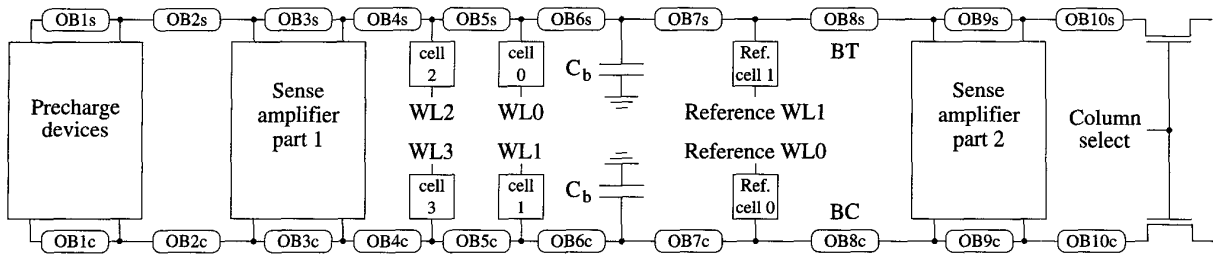 OB1s OB2s OB3s OB4s OB5s OB6s OB7s OB8s OB9s OB10s
Precharge
devices
Sense
amplifier
part 1
cell
2
cell
0
WL2 WL0
WL3 WL1
cell
3
cell
1
C_b
C_b
Ref.
cell 1
Reference WL1
Reference WL0
Ref.
cell 0
BT
BC
Sense
amplifier
part 2
Column
select
OB1c OB2c OB3c OB4c OB5c OB6c OB7c OB8c OB9c OB10c